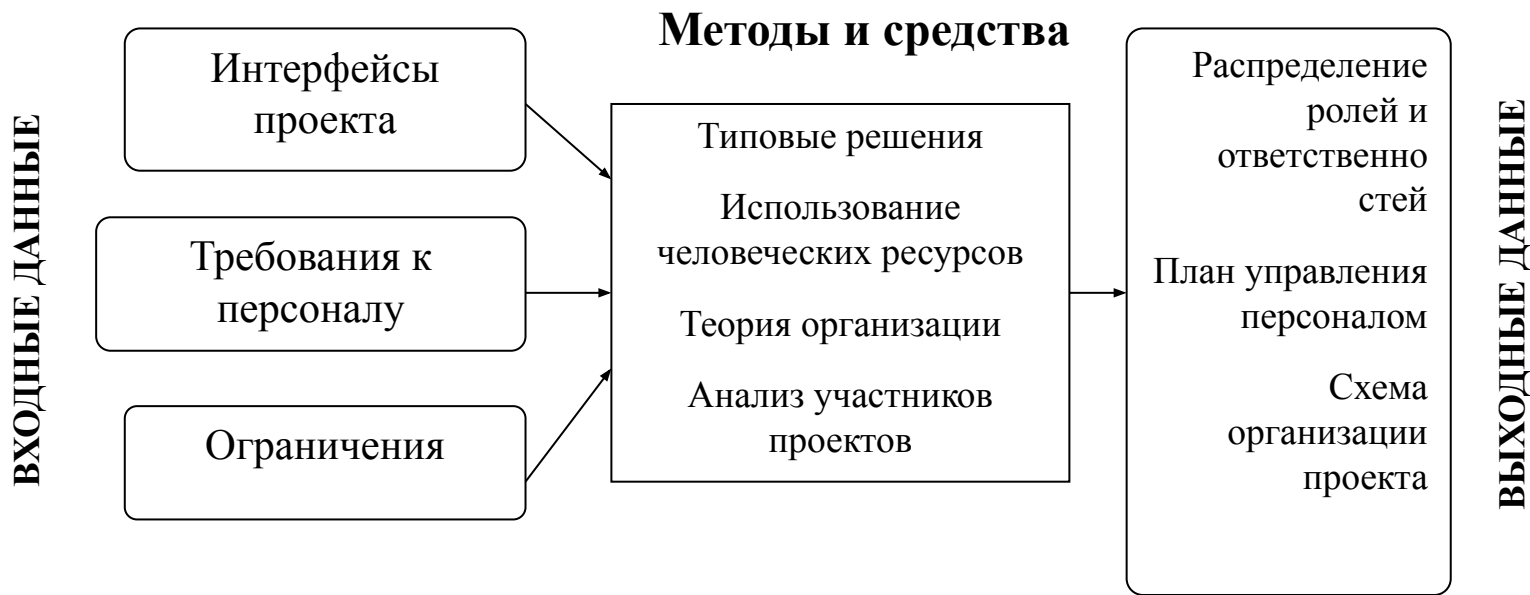 Методы и средства
ВХОДНЫЕ ДАННЫЕ
Интерфейсы
проекта
Требования к
персоналу
Ограничения
Типовые решения
Использование
человеческих ресурсов
Теория организации
Анализ участников
проектов
Распределение
ролей и
ответственно
стей
План управления
персоналом
Схема
организации
проекта
ВЫХОДНЫЕ ДАННЫЕ